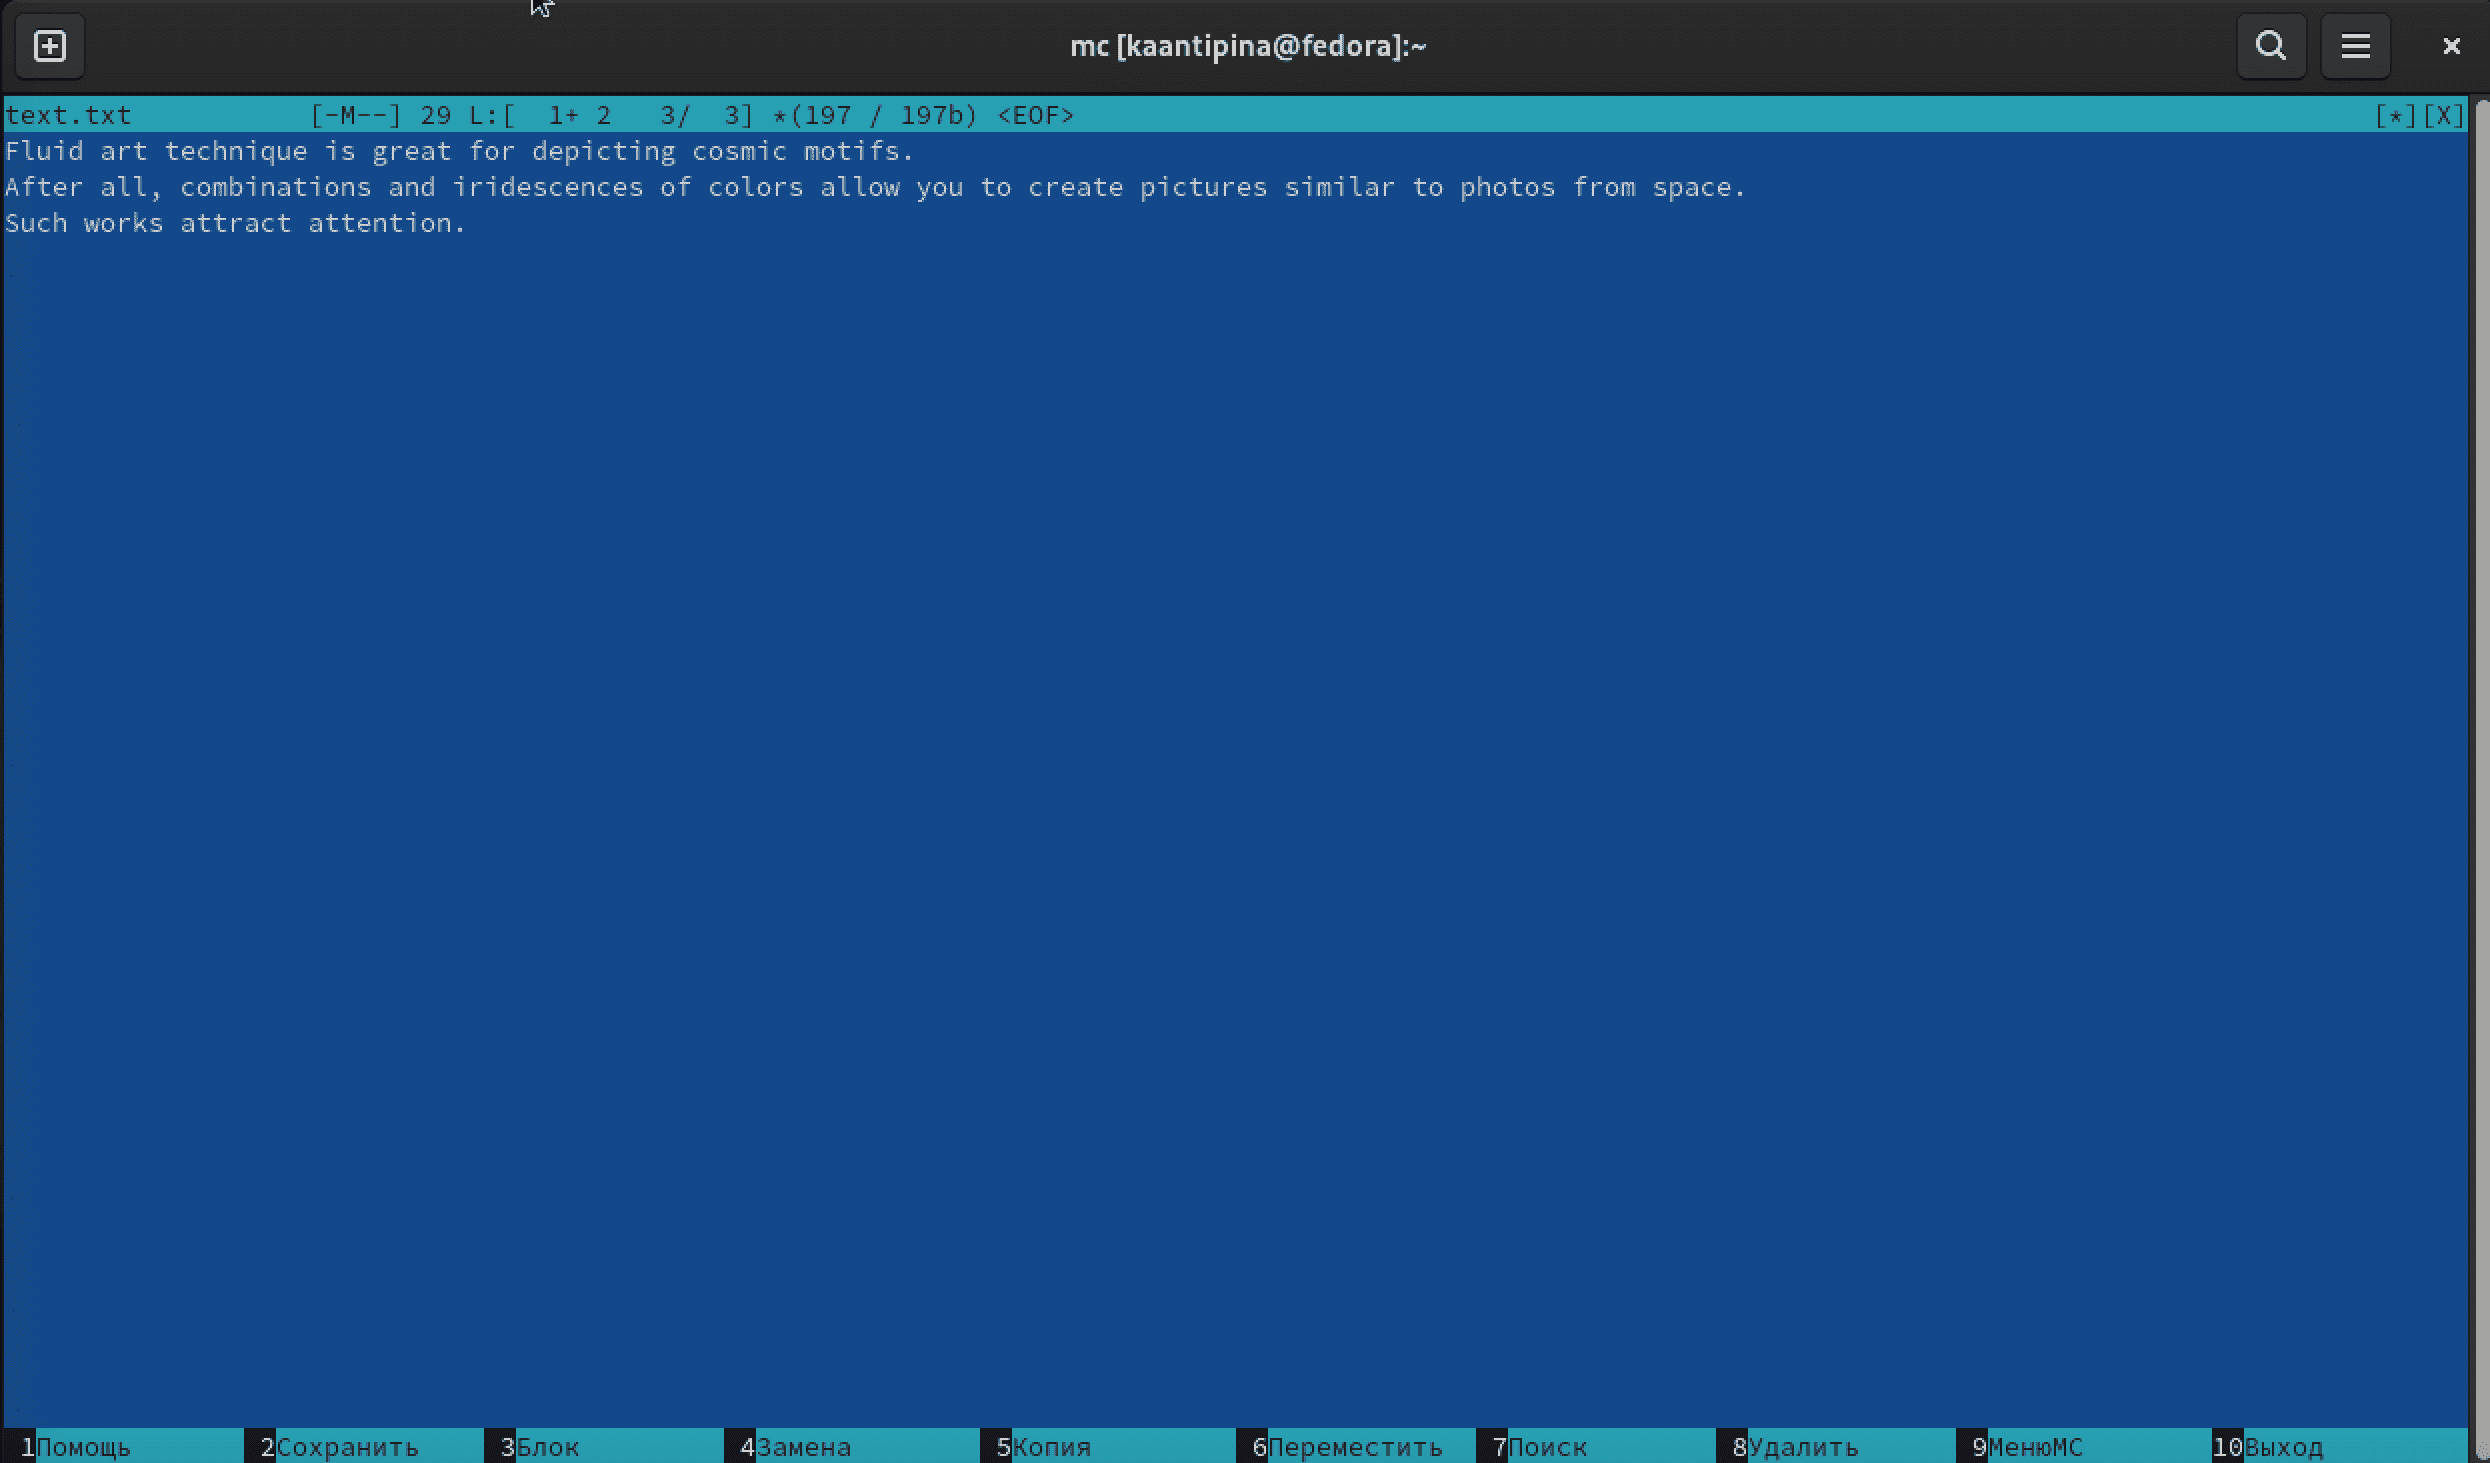 mc [kaantipina@fedora]:~
text.txt [-M--] 29 L:[ 1+ 2 3/ 3] *(197 / 197b) <EOF> [*][X]
Fluid art technique is great for depicting cosmic motifs.
After all, combinations and iridescences of colors allow you to create pictures similar to photos from space.
Such works attract attention.
1Помощь 2Сохранить 3Блок 4Замена 5Копия 6Переместить 7Поиск 8Удалить 9МенюMC 10Выход